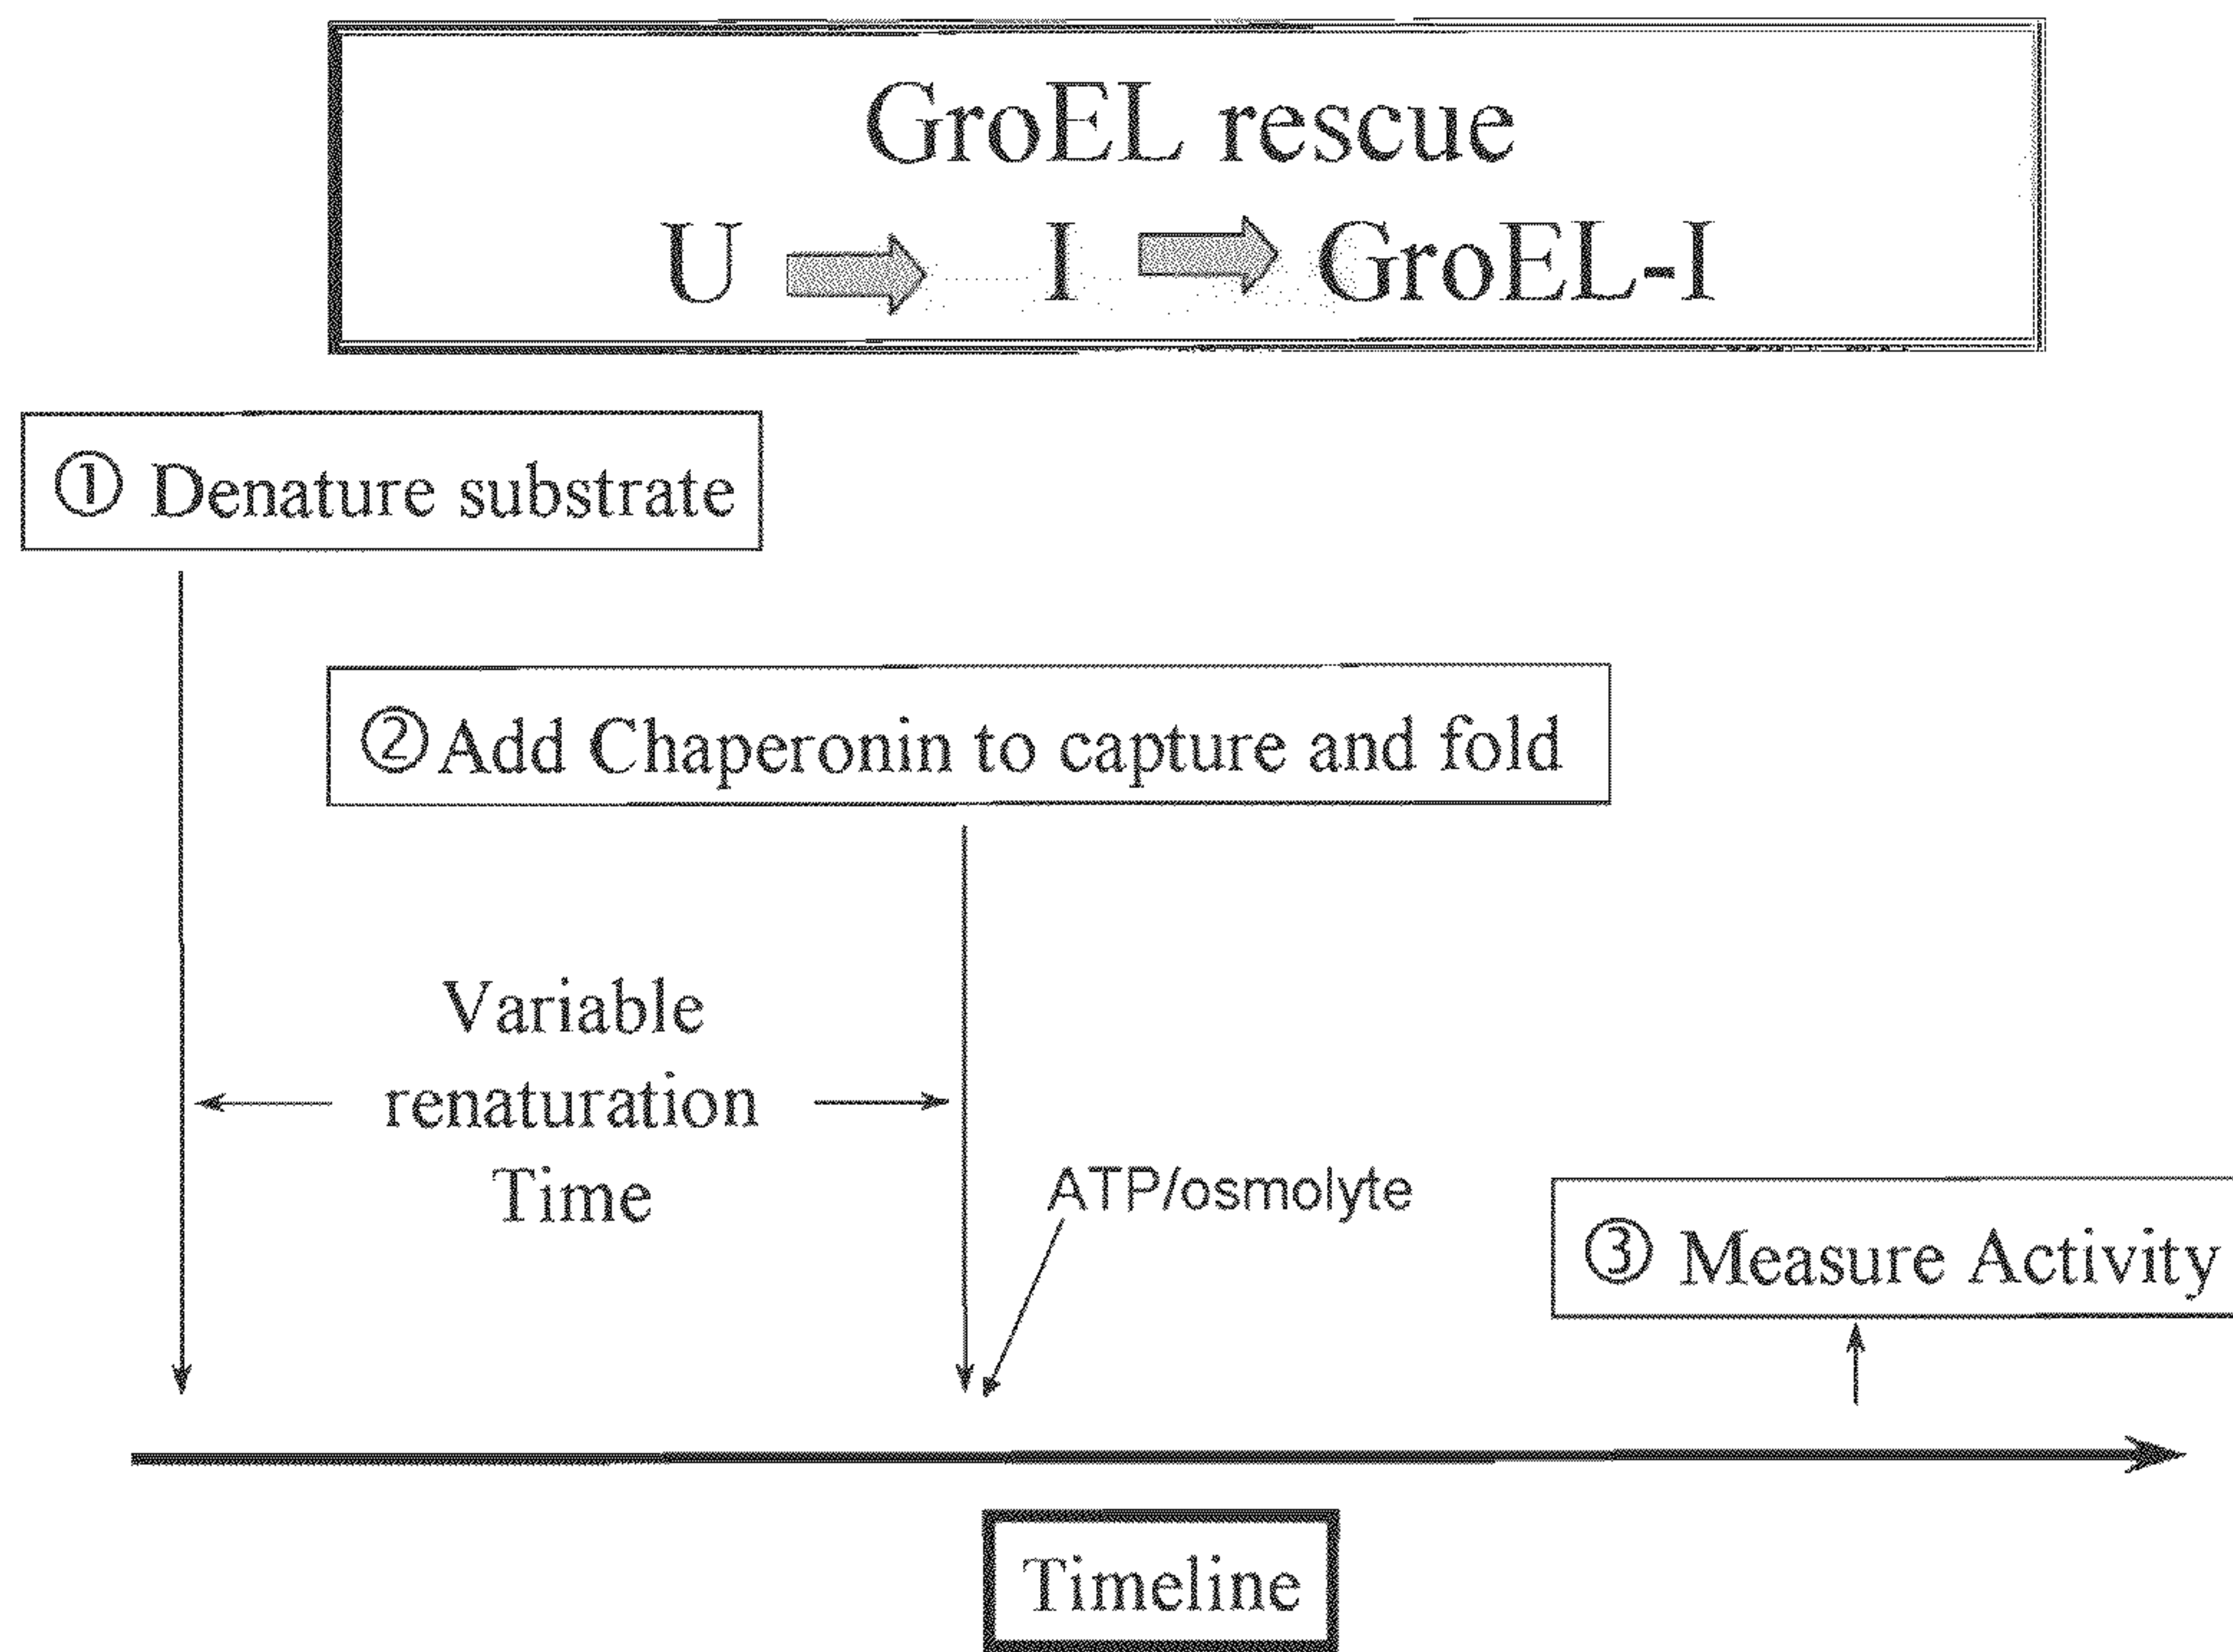 GroEL rescue
U I GroEL-I
① Denature substrate
② Add Chaperonin to capture and fold
Variable
renaturation
Time
ATP/osmolyte
③ Measure Activity
Timeline